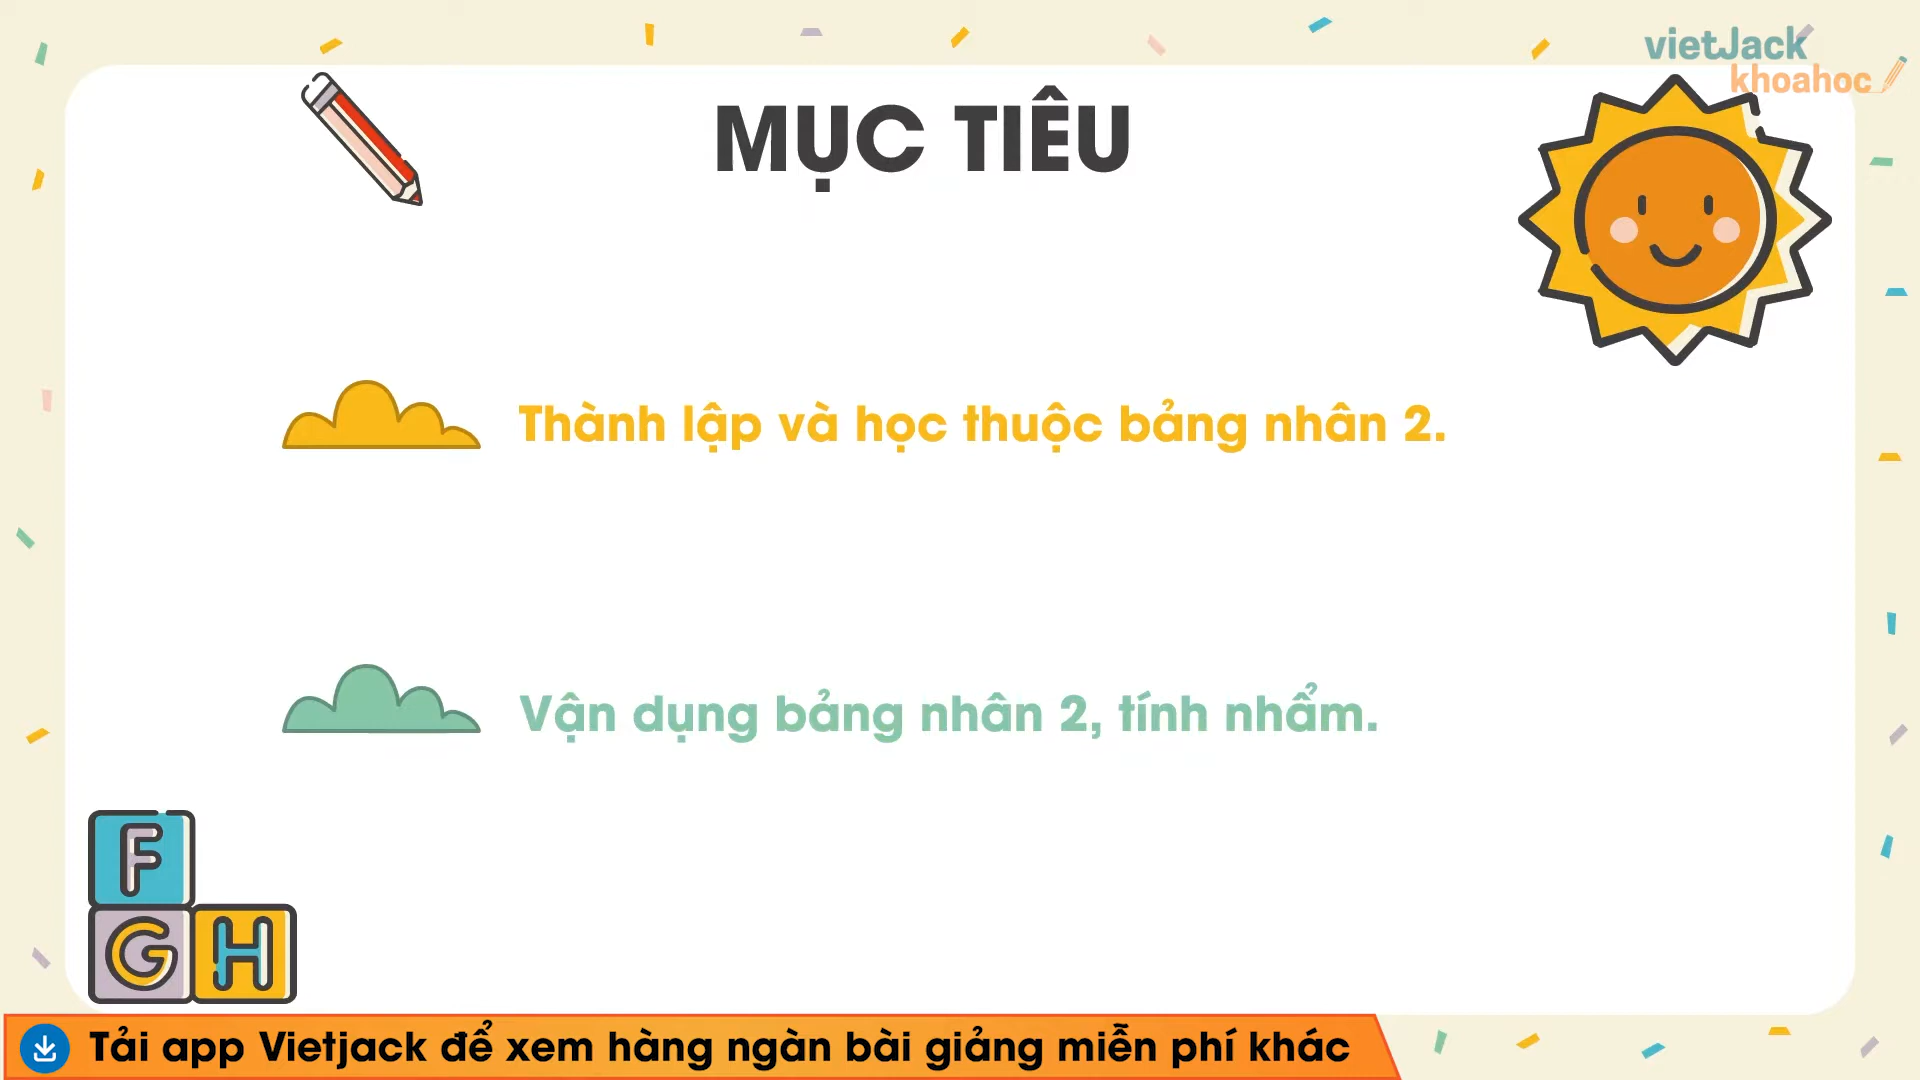 vietJack
khoahoc
MỤC TIÊU
Thành lập và học thuộc bảng nhân 2.
Vận dụng bảng nhân 2, tính nhẩm.
F
G H
Tải app Vietjack để xem hàng ngàn bài giảng miễn phí khác